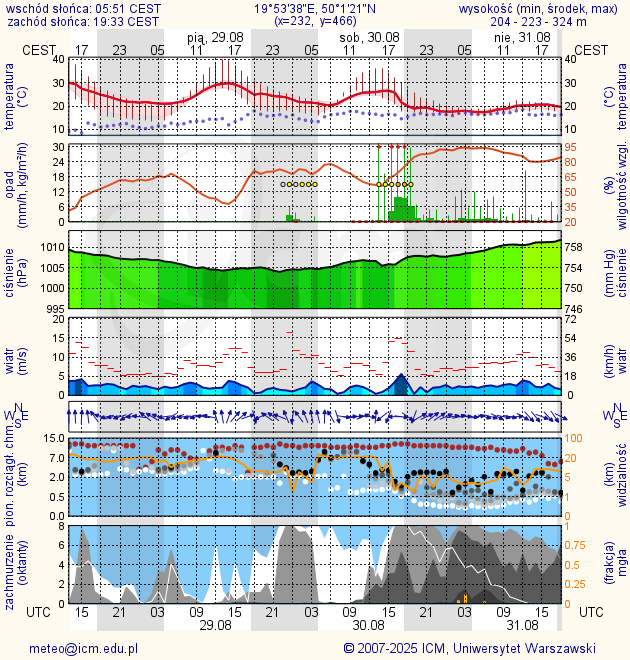 wschód słońca: 05:51 CEST 19°53'38"E, 50°1'21"N wysokość (min, środek, max)
zachód słońca: 19:33 CEST (x=232, y=466) 204 - 223 - 324 m
pią, 29.08 sob, 30.08 nie, 31.08
CEST 17 23 05 11 17 23 05 11 17 23 05 11 17 CEST
temperatura (°C) 40 30 20 10 40 30 20 10 temperatura (°C)
opad (mm/h, kg/m²/h) 30 24 18 12 6 0 95 80 65 50 35 20 (%) wilgotność wzgl.
ciśnienie (hPa) 1010 1005 1000 995 758 754 750 746 (mm Hg) ciśnienie
wiatr (m/s) 20 15 10 5 0 72 54 36 18 0 (km/h) wiatr
N W E S N W E S
pion. rozciągł. chm. (km) 15.0 7.0 2.0 0.5 0.0 100 20 5 1 0 (km) widzialność
zachmurzenie (oktanty) 8 6 4 2 0 1 0.75 0.5 0.25 0 (frakcja) mgła
UTC 15 21 03 09 15 21 03 09 15 21 03 09 15 UTC
29.08 30.08 31.08
meteo@icm.edu.pl © 2007-2025 ICM, Uniwersytet Warszawski